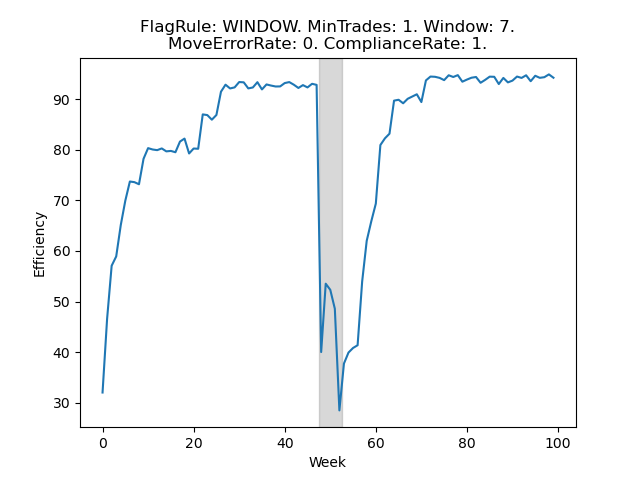 FlagRule: WINDOW. MinTrades: 1. Window: 7.
MoveErrorRate: 0. ComplianceRate: 1.
90
80
70
60
50
40
30
Efficiency
0 20 40 60 80 100
Week